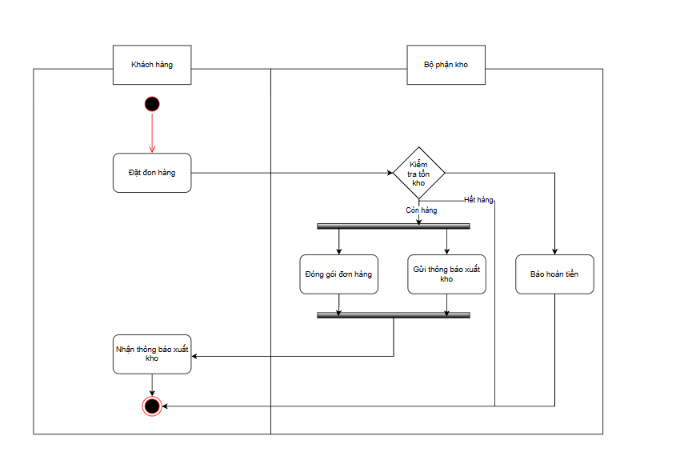 Khách hàng
Bộ phận kho
Đặt đơn hàng
Kiểm
tra tồn
kho
Hết hàng
Còn hàng
Đóng gói đơn hàng
Gửi thông báo xuất
kho
Báo hoàn tiền
Nhận thông báo xuất
kho